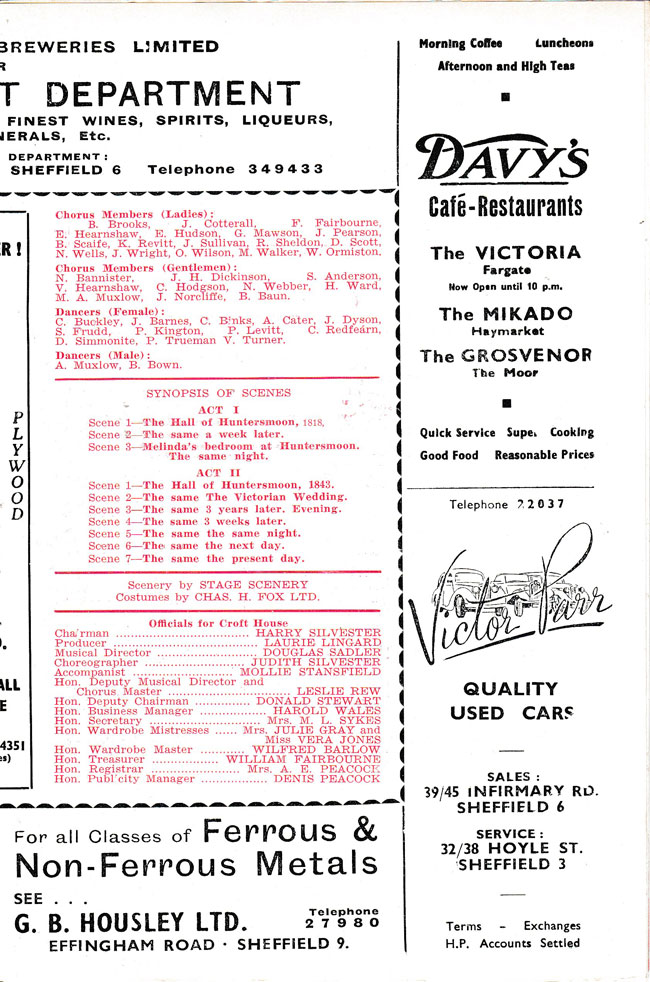 BREWERIES LIMITED
R
T DEPARTMENT
FINEST WINES, SPIRITS, LIQUEURS,
NERALS, Etc.
DEPARTMENT :
SHEFFIELD 6 Telephone 349433
R !
PLYWOOD
O.
ALL
E
4351
es)
Chorus Members (Ladies) :
B. Brooks, J. Cotterall, F. Fairbourne,
E. Hearnshaw, E. Hudson, G. Mawson, J. Pearson,
B. Scaife, K. Revitt, J. Sullivan, R. Sheldon, D. Scott,
N. Wells, J. Wright, O. Wilson, M. Walker, W. Ormiston.
Chorus Members (Gentlemen) :
N. Bannister, J. H. Dickinson, S. Anderson,
V. Hearnshaw, C. Hodgson, N. Webber, H. Ward,
M. A. Muxlow, J. Norcliffe, B. Baun.
Dancers (Female) :
C. Buckley, J. Barnes, C. Binks, A. Cater, J. Dyson,
S. Frudd, P. Kington, P. Levitt, C. Redfearn,
D. Simmonite, P. Trueman V. Turner.
Dancers (Male) :
A. Muxlow, B. Bown.
SYNOPSIS OF SCENES
ACT I
Scene 1—The Hall of Huntersmoon, 1818,
Scene 2—The same a week later.
Scene 3—Melinda's bedroom at Huntersmoon.
The same night.
ACT II
Scene 1—The Hall of Huntersmoon, 1843.
Scene 2—The same The Victorian Wedding.
Scene 3—The same 3 years later. Evening.
Scene 4—The same 3 weeks later.
Scene 5—The same the same night.
Scene 6—The same the next day.
Scene 7—The same the present day.
Scenery by STAGE SCENERY
Costumes by CHAS. H. FOX LTD.
Officials for Croft House
Chairman ........ HARRY SILVESTER
Producer ........ LAURIE LINGARD
Musical Director ........ DOUGLAS SADLER
Choreographer ........ JUDITH SILVESTER
Accompanist ........ MOLLIE STANSFIELD
Hon. Deputy Musical Director and
Chorus Master ........ LESLIE REW
Hon. Deputy Chairman ........ DONALD STEWART
Hon. Business Manager ........ HAROLD WALES
Hon. Secretary ........ Mrs. M. L. SYKES
Hon. Wardrobe Mistresses ...... Mrs. JULIE GRAY and
Miss VERA JONES
Hon. Wardrobe Master ........ WILFRED BARLOW
Hon. Treasurer ........ WILLIAM FAIRBOURNE
Hon. Registrar ........ Mrs. A. E. PEACOCK
Hon. Publicity Manager ........ DENIS PEACOCK
For all Classes of Ferrous &
Non-Ferrous Metals
SEE . . .
G. B. HOUSLEY LTD. Telephone 27980
EFFINGHAM ROAD · SHEFFIELD 9.
Morning Coffee Luncheons
Afternoon and High Teas
DAVY'S
Café-Restaurants
The VICTORIA
Fargate
Now Open until 10 p.m.
The MIKADO
Haymarket
The GROSVENOR
The Moor
Quick Service Super Cooking
Good Food Reasonable Prices
Telephone 22037
Victor Parr
QUALITY
USED CARS
SALES :
39/45 INFIRMARY RD.
SHEFFIELD 6
SERVICE :
32/38 HOYLE ST.
SHEFFIELD 3
Terms – Exchanges
H.P. Accounts Settled